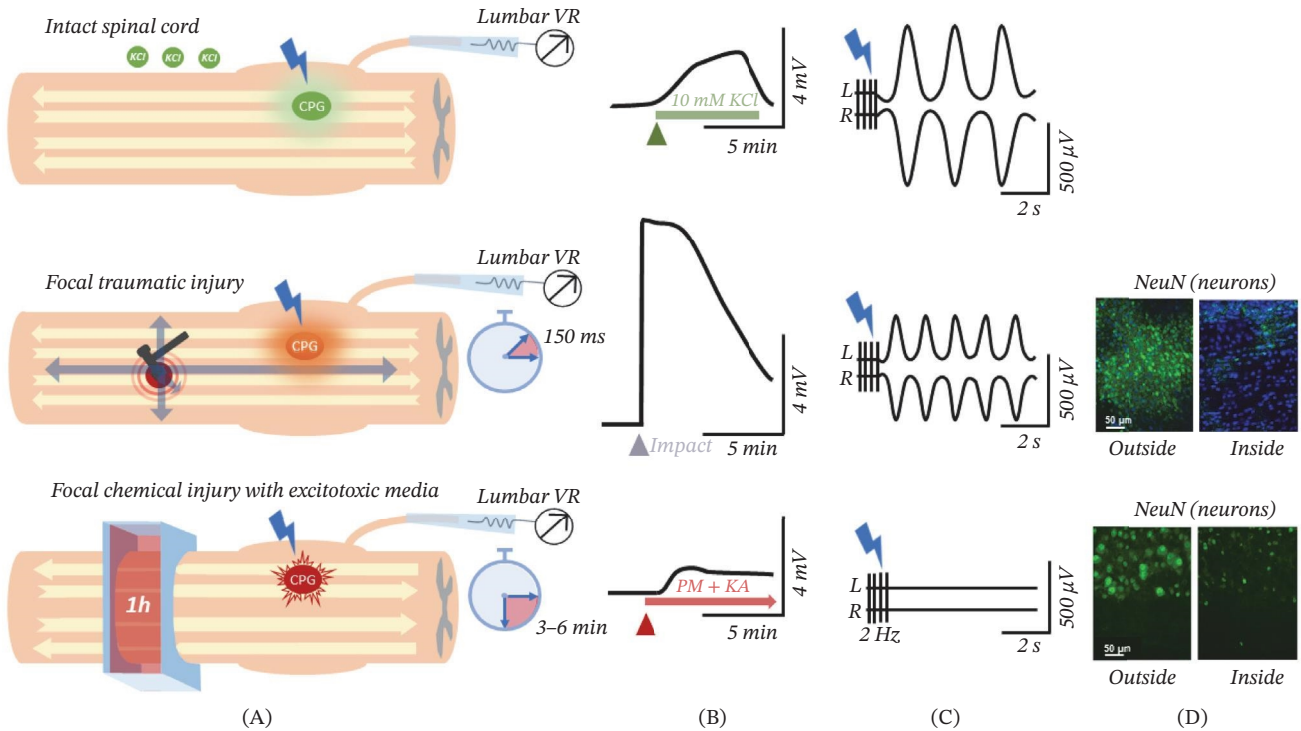 Intact spinal cord
KCl KCl KCl
CPG
Lumbar VR
10 mM KCl
4 mV
5 min
L
R
500 µV
2 s
Focal traumatic injury
CPG
Lumbar VR
150 ms
Impact
4 mV
5 min
L
R
500 µV
2 s
NeuN (neurons)
50 µm
Outside Inside
Focal chemical injury with excitotoxic media
1h
CPG
Lumbar VR
3–6 min
PM + KA
4 mV
5 min
L
R
2 Hz
500 µV
2 s
NeuN (neurons)
50 µm
Outside Inside
(A) (B) (C) (D)